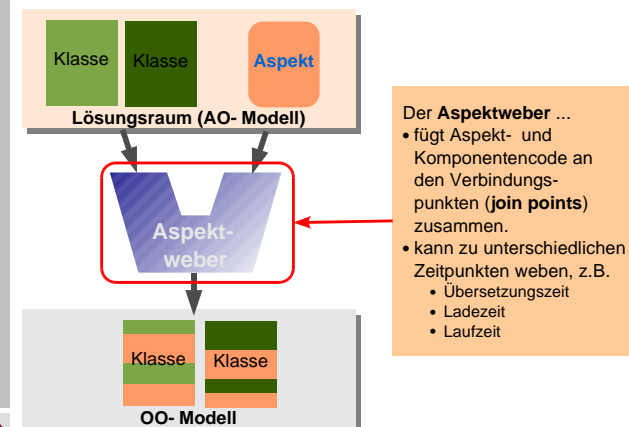 Klasse Klasse Aspekt
Lösungsraum (AO- Modell)
Aspekt-
weber
Klasse Klasse
OO- Modell
Der Aspektweber ...
• fügt Aspekt- und
Komponentencode an
den Verbindungs-
punkten (join points)
zusammen.
• kann zu unterschiedlichen
Zeitpunkten weben, z.B.
• Übersetzungszeit
• Ladezeit
• Laufzeit